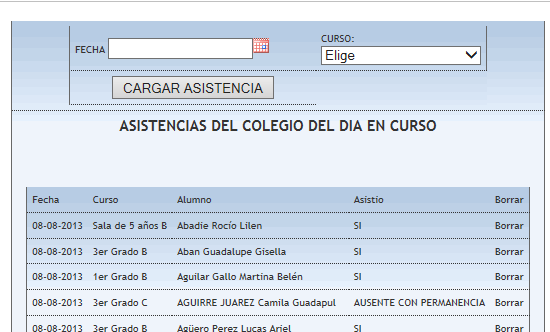 CURSO:
FECHA
Elige
CARGAR ASISTENCIA
ASISTENCIAS DEL COLEGIO DEL DIA EN CURSO
Fecha Curso Alumno Asistio Borrar
08-08-2013 Sala de 5 años B Abadie Rocío Lilen SI Borrar
08-08-2013 3er Grado B Aban Guadalupe Gisella SI Borrar
08-08-2013 1er Grado B Aguilar Gallo Martina Belén SI Borrar
08-08-2013 3er Grado C AGUIRRE JUAREZ Camila Guadapul AUSENTE CON PERMANENCIA Borrar
08-08-2013 3er Grado B Agüero Perez Lucas Ariel SI Borrar